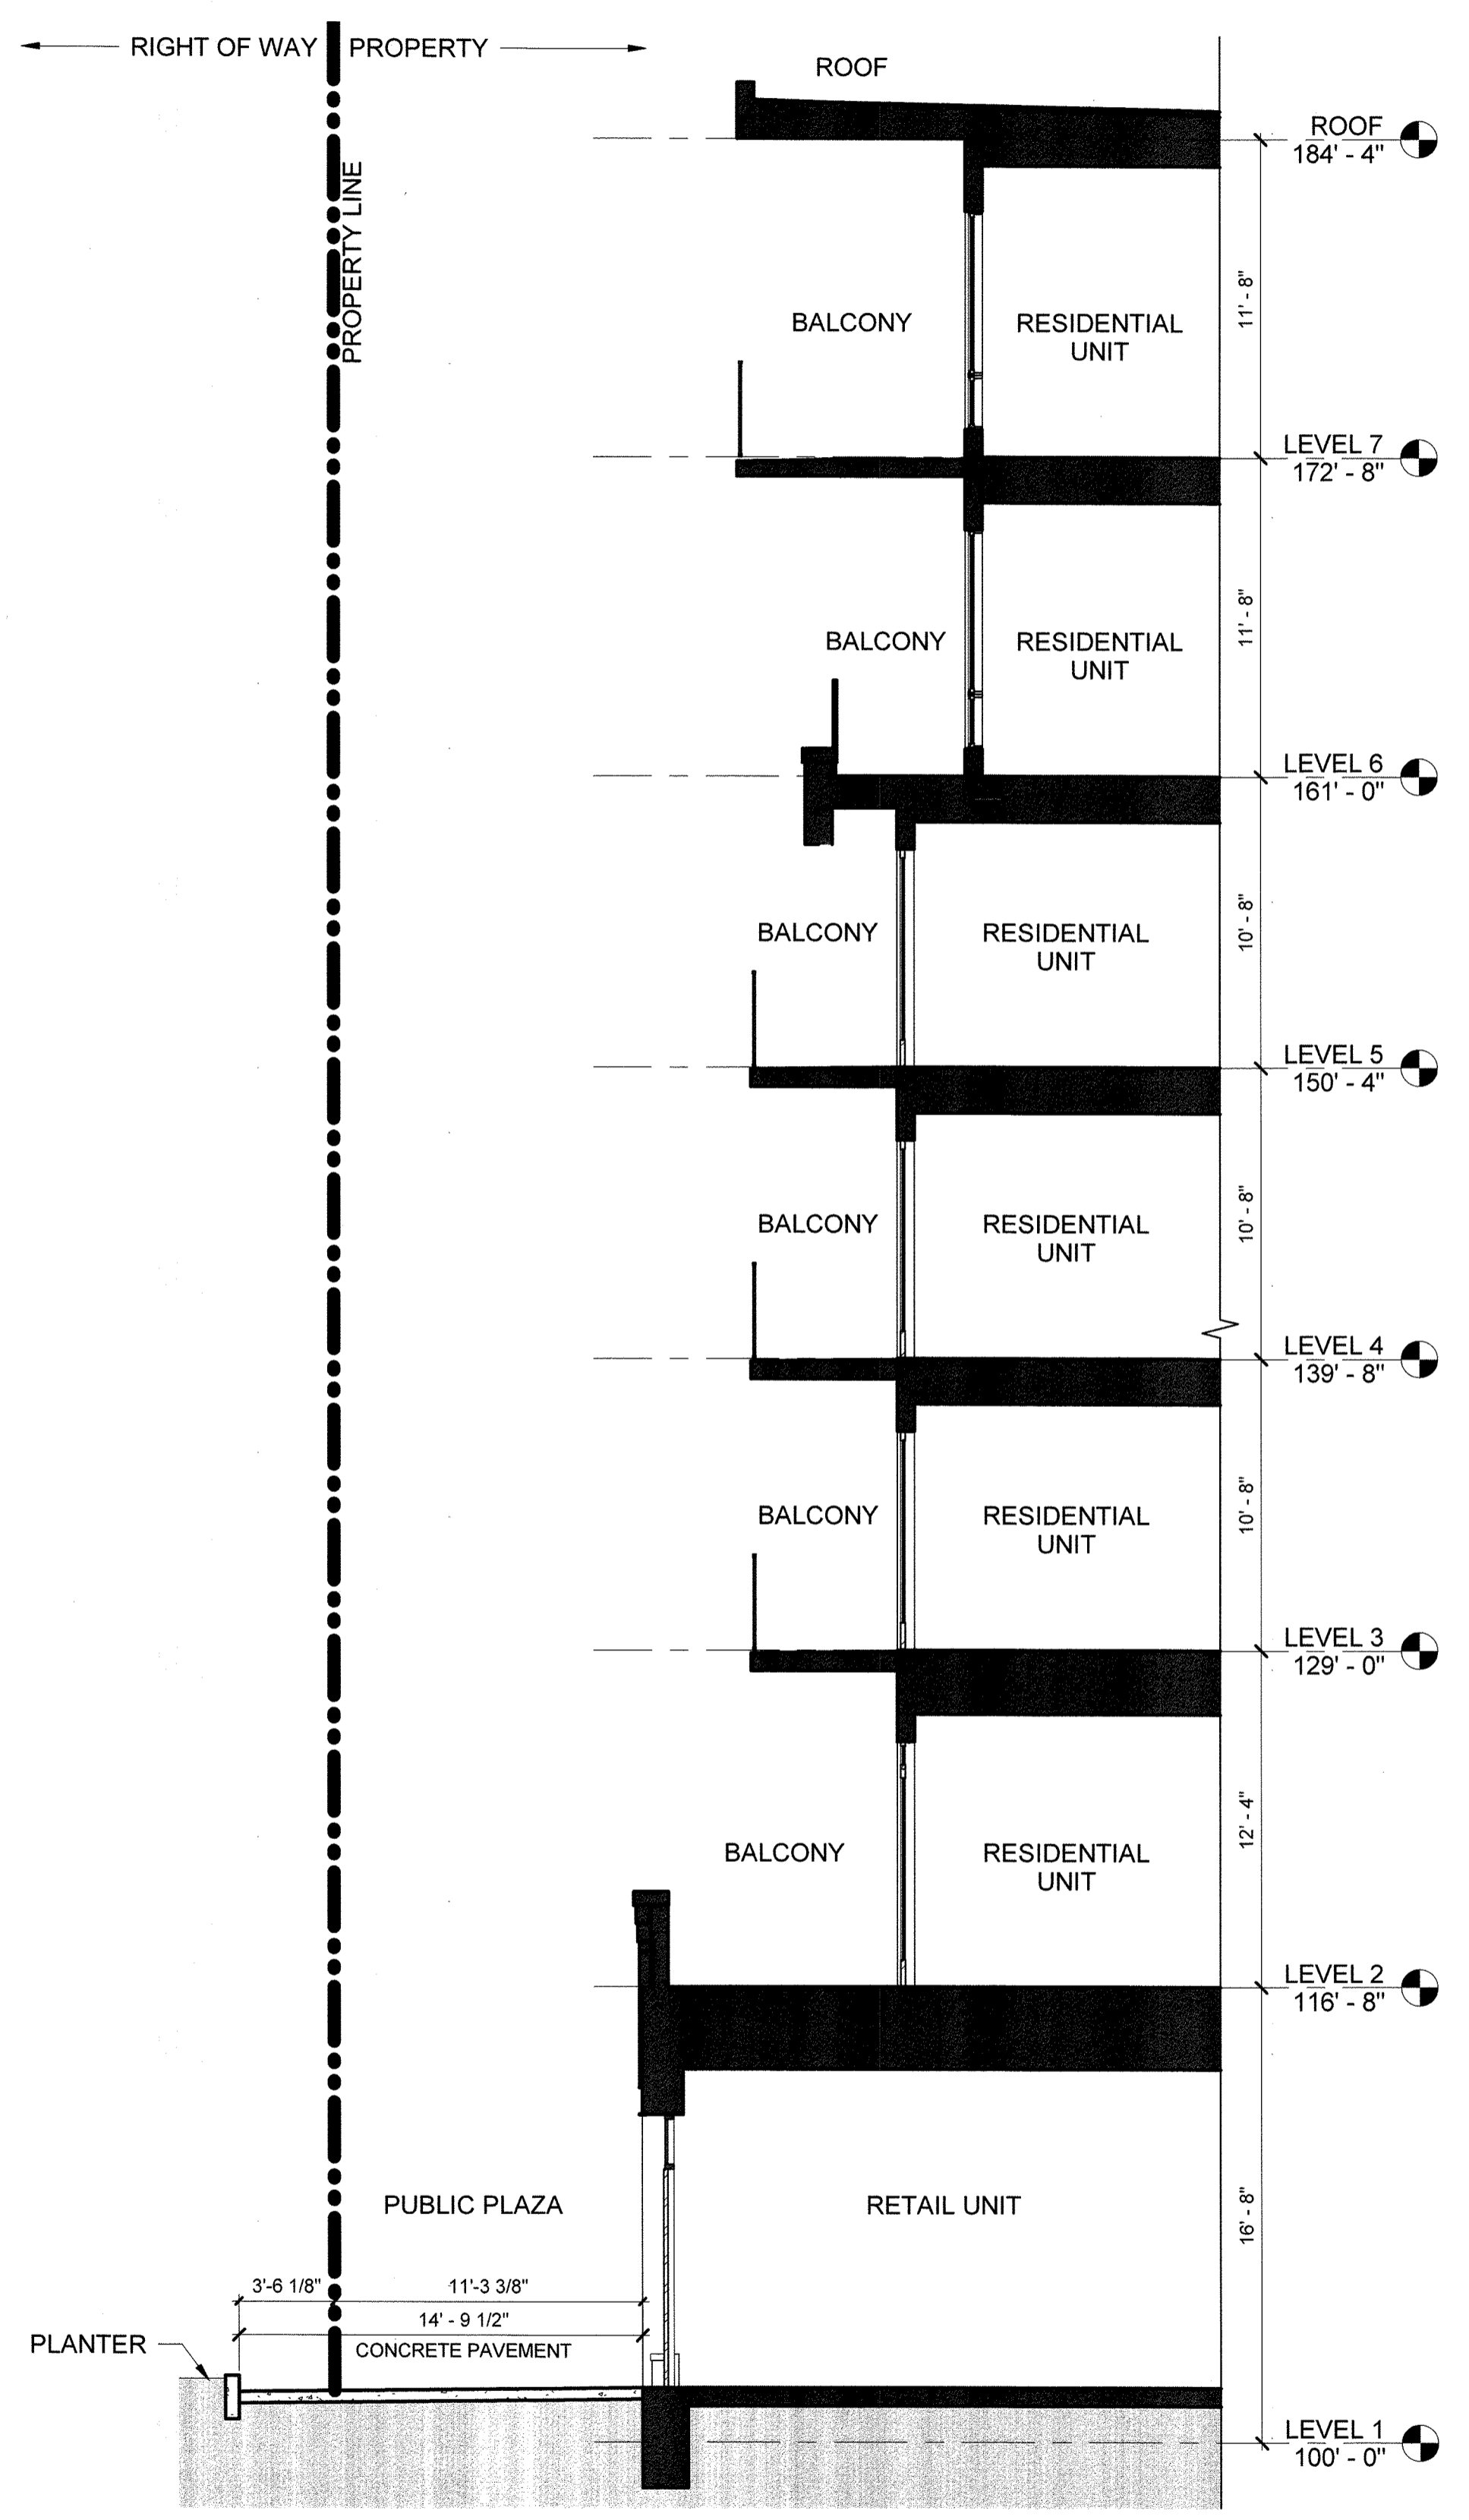 RIGHT OF WAY
PROPERTY
PROPERTY LINE
ROOF
ROOF
184' - 4"
11' - 8"
BALCONY
RESIDENTIAL
UNIT
LEVEL 7
172' - 8"
11' - 8"
BALCONY
RESIDENTIAL
UNIT
LEVEL 6
161' - 0"
10' - 8"
BALCONY
RESIDENTIAL
UNIT
LEVEL 5
150' - 4"
10' - 8"
BALCONY
RESIDENTIAL
UNIT
LEVEL 4
139' - 8"
10' - 8"
BALCONY
RESIDENTIAL
UNIT
LEVEL 3
129' - 0"
12' - 4"
BALCONY
RESIDENTIAL
UNIT
LEVEL 2
116' - 8"
16' - 8"
PUBLIC PLAZA
RETAIL UNIT
3'-6 1/8"
11'-3 3/8"
14' - 9 1/2"
PLANTER
CONCRETE PAVEMENT
LEVEL 1
100' - 0"